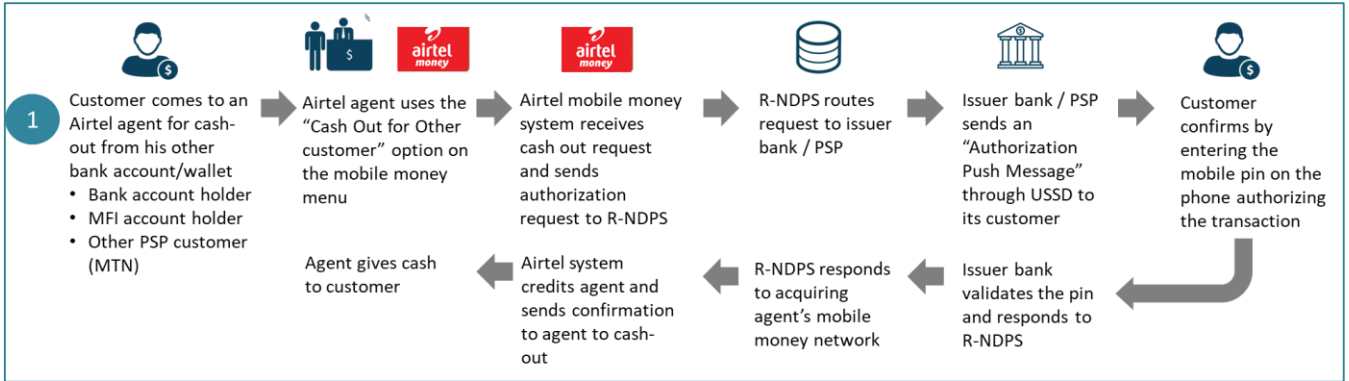 $
$
airtel
money
airtel
money
$
$
1
Customer comes to an
Airtel agent for cash-
out from his other
bank account/wallet
• Bank account holder
• MFI account holder
• Other PSP customer
(MTN)
Airtel agent uses the
“Cash Out for Other
customer” option on
the mobile money
menu
Airtel mobile money
system receives
cash out request
and sends
authorization
request to R-NDPS
R-NDPS routes
request to issuer
bank / PSP
Issuer bank / PSP
sends an
“Authorization
Push Message”
through USSD to
its customer
Customer
confirms by
entering the
mobile pin on the
phone authorizing
the transaction
Issuer bank
validates the pin
and responds to
R-NDPS
R-NDPS responds
to acquiring
agent’s mobile
money network
Airtel system
credits agent and
sends confirmation
to agent to cash-
out
Agent gives cash
to customer